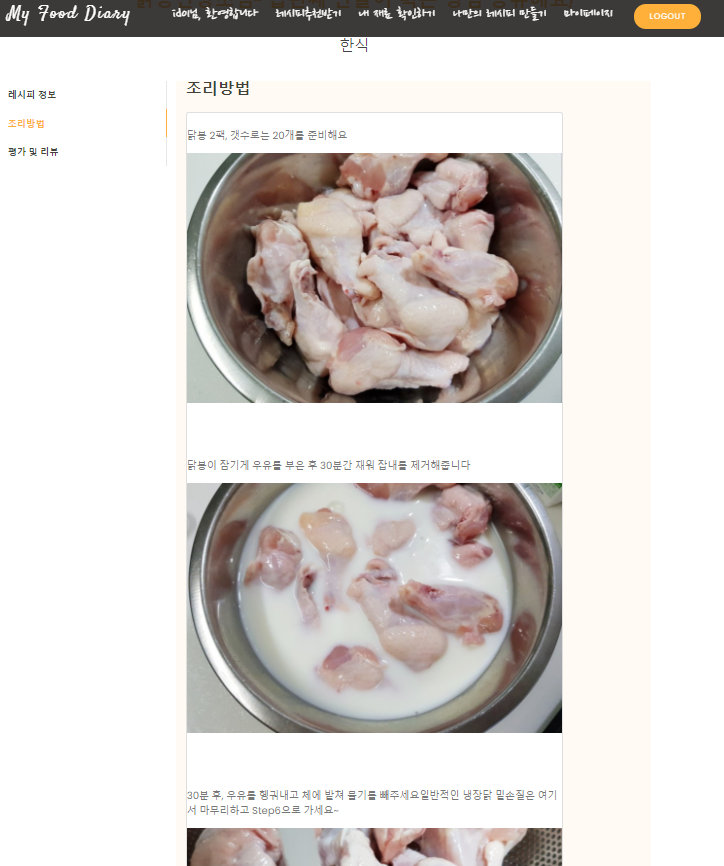 My Food Diary
id님, 환영합니다
레시피추천받기
내 재료 확인하기
나만의 레시피 만들기
마이페이지
LOGOUT
한식
레시피 정보
조리방법
평가 및 리뷰
조리방법
닭봉 2팩, 갯수로는 20개를 준비해요
닭봉이 잠기게 우유를 부은 후 30분간 재워 잡내를 제거해줍니다
30분 후, 우유를 헹궈내고 체에 밭쳐 물기를 빼주세요일반적인 냉장닭 밑손질은 여기
서 마무리하고 Step6으로 가세요~